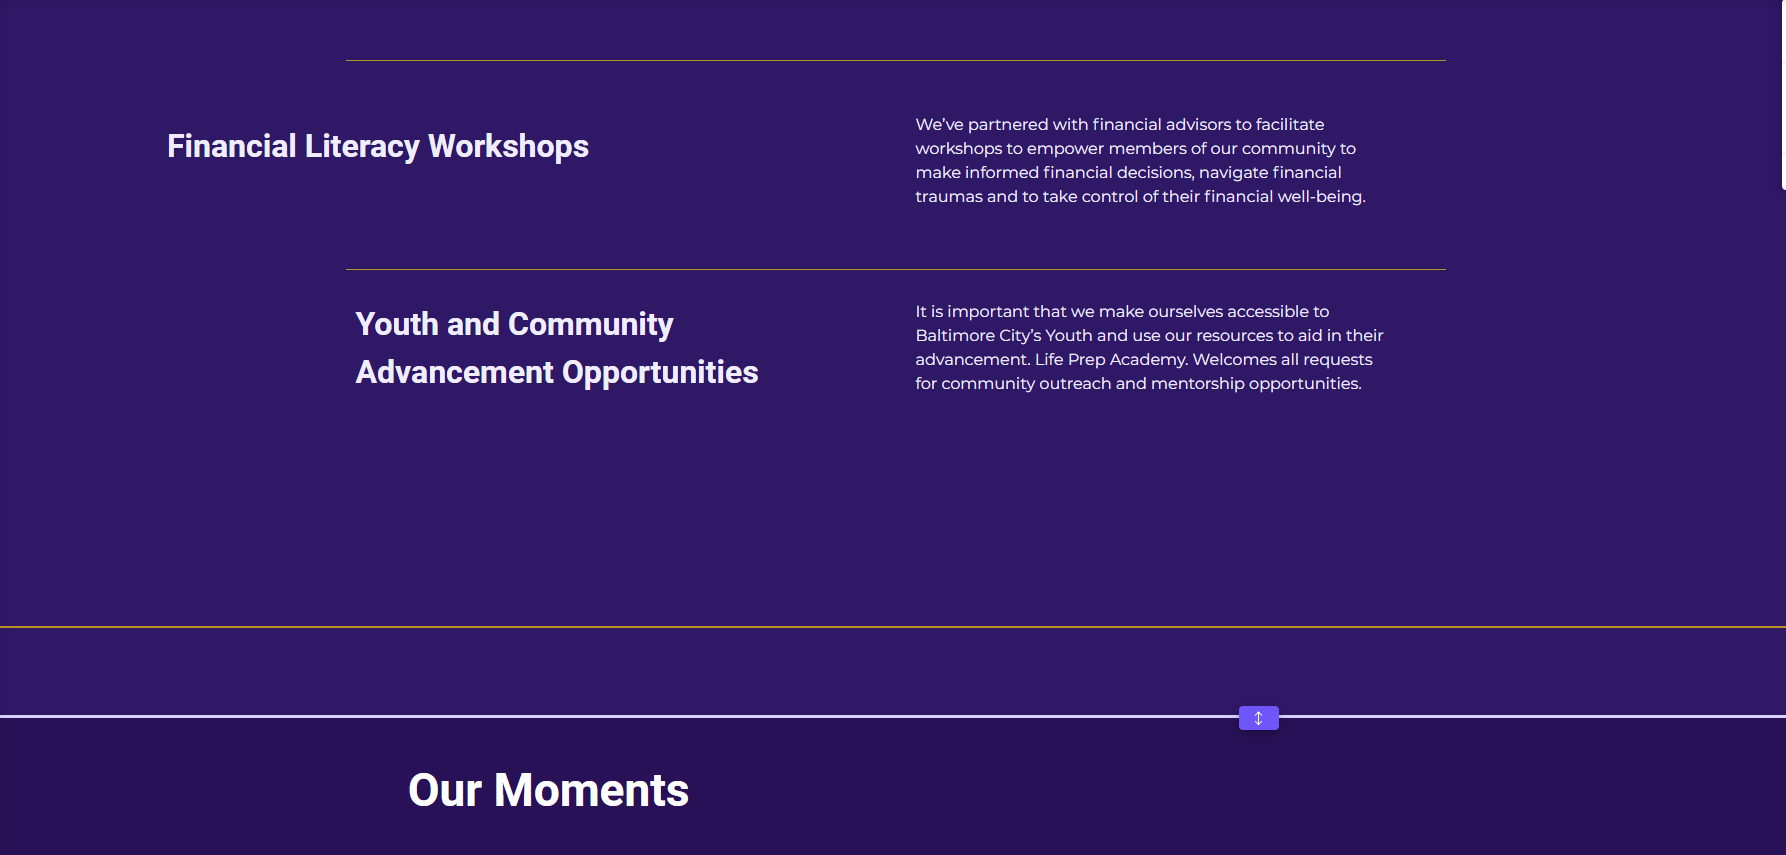 Financial Literacy Workshops
We’ve partnered with financial advisors to facilitate
workshops to empower members of our community to
make informed financial decisions, navigate financial
traumas and to take control of their financial well-being.
Youth and Community
Advancement Opportunities
It is important that we make ourselves accessible to
Baltimore City’s Youth and use our resources to aid in their
advancement. Life Prep Academy. Welcomes all requests
for community outreach and mentorship opportunities.
Our Moments